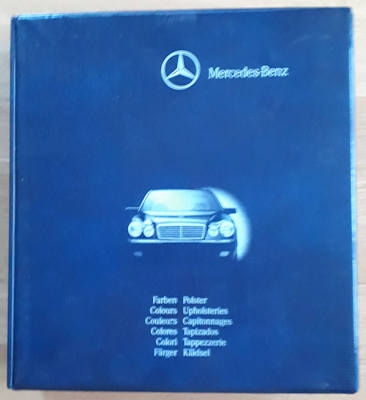 Mercedes-Benz
Farben Polster
Colours Upholsteries
Couleurs Capitonnages
Colores Tapizados
Colori Tappezzerie
Färger Klädsel